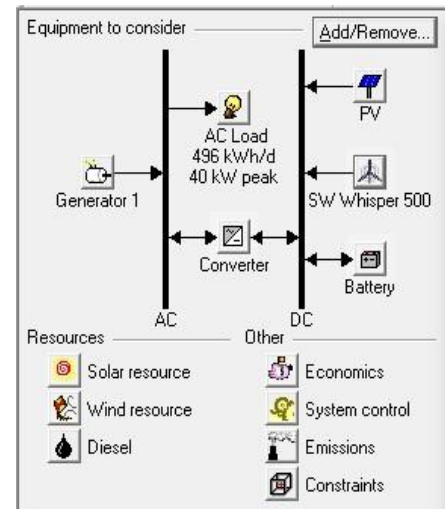 Equipment to consider
Add/Remove...
PV
AC Load
496 kWh/d
40 kW peak
Generator 1
SW Whisper 500
Converter
Battery
AC
DC
Resources
Other
Solar resource
Economics
Wind resource
System control
Diesel
Emissions
Constraints